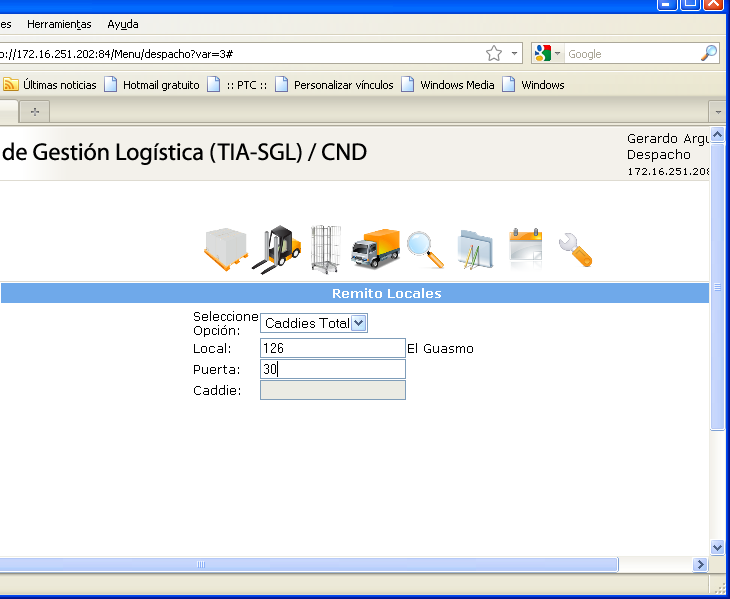 es Herramientas Ayuda
o://172.16.251.202:84/Menu/despacho?var=3#
Google
Últimas noticias Hotmail gratuito :: PTC :: Personalizar vínculos Windows Media Windows
de Gestión Logística (TIA-SGL) / CND
Gerardo Argu
Despacho
172.16.251.208
Remito Locales
Seleccione Opción: Caddies Total
Local: 126 El Guasmo
Puerta: 30
Caddie: